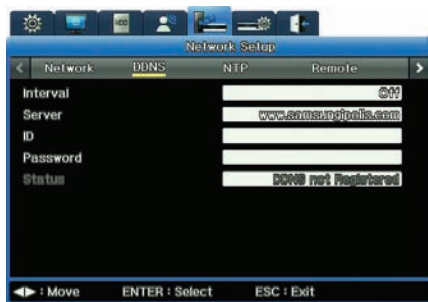 HDD
Network Setup
Network DDNS NTP Remote
Interval Off
Server www.samsungipolis.com
ID
Password
Status DDNS not Registered
: Move ENTER : Select ESC : Exit